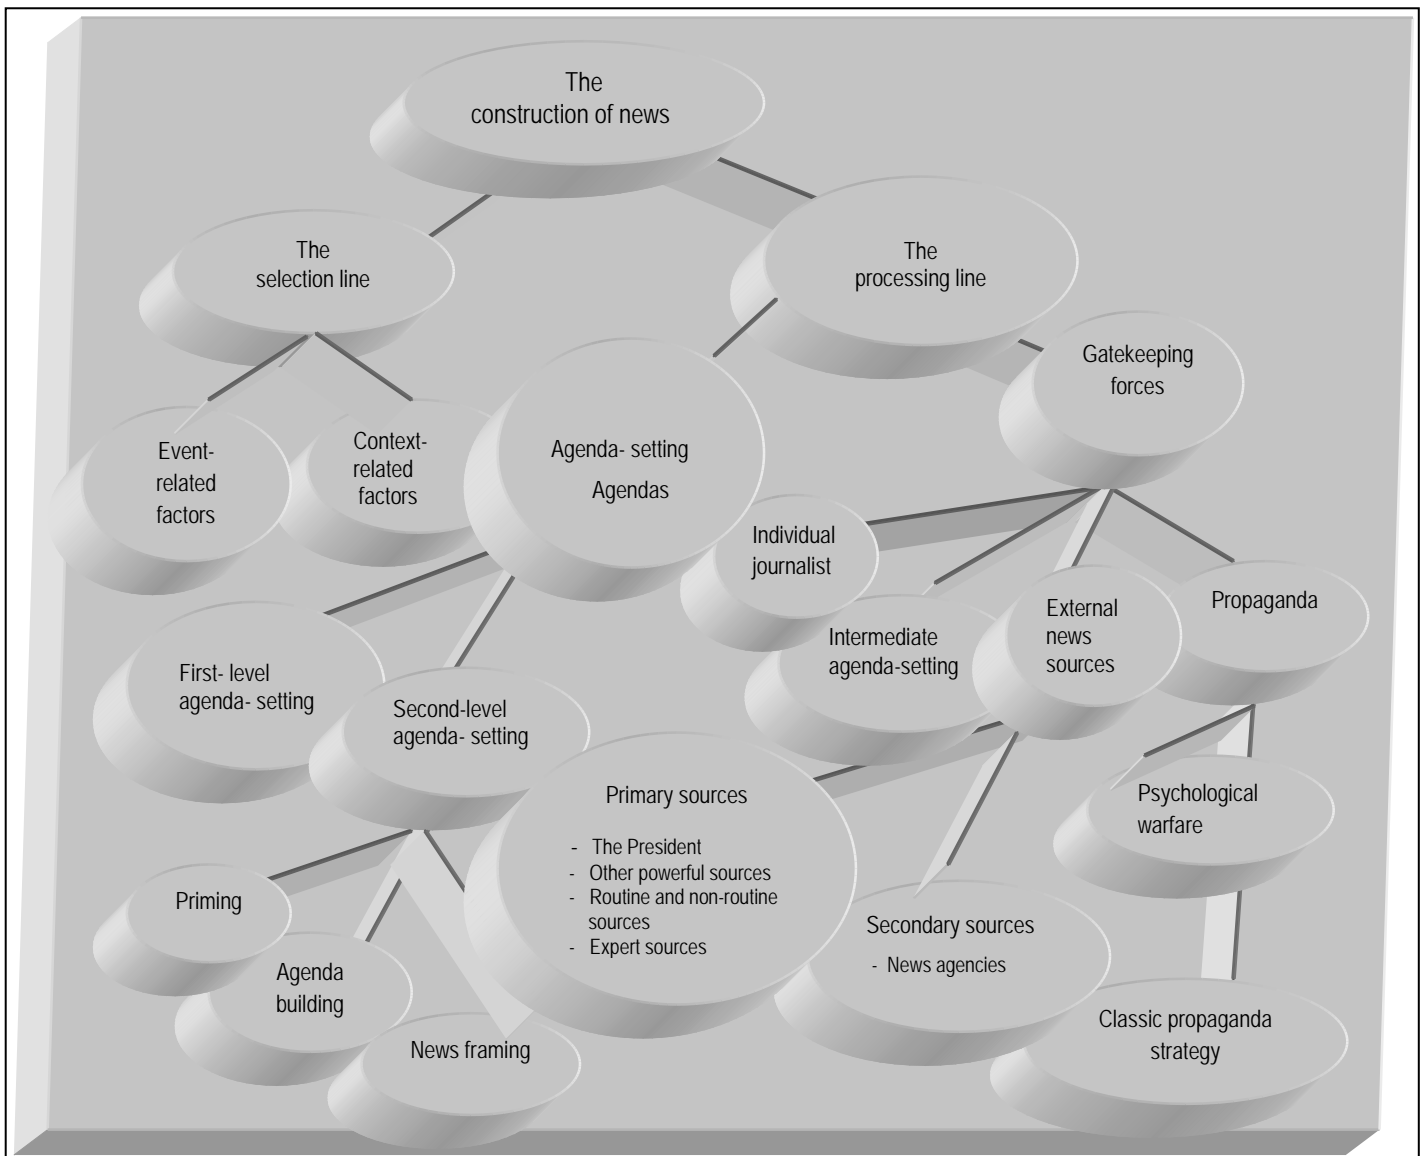 The
construction of news
The
selection line
The
processing line
Gatekeeping
forces
Event-
related
factors
Context-
related
factors
Agenda- setting
Agendas
Individual
journalist
Intermediate
agenda-setting
External
news
sources
Propaganda
First- level
agenda- setting
Second-level
agenda- setting
Primary sources
- The President
- Other powerful sources
- Routine and non-routine
sources
- Expert sources
Psychological
warfare
Priming
Agenda
building
News framing
Secondary sources
- News agencies
Classic propaganda
strategy